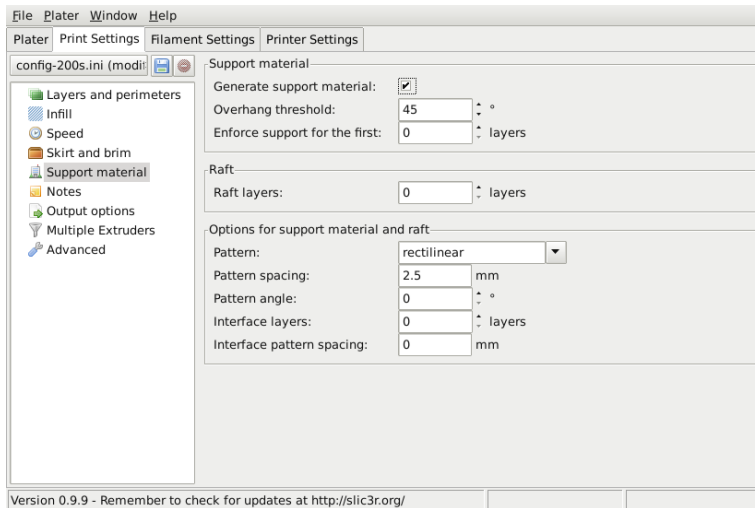 File Plater Window Help
Plater Print Settings Filament Settings Printer Settings
config-200s.ini (modif
Layers and perimeters
Infill
Speed
Skirt and brim
Support material
Notes
Output options
Multiple Extruders
Advanced
Support material
Generate support material:
Overhang threshold: 45 °
Enforce support for the first: 0 layers
Raft
Raft layers: 0 layers
Options for support material and raft
Pattern: rectilinear
Pattern spacing: 2.5 mm
Pattern angle: 0 °
Interface layers: 0 layers
Interface pattern spacing: 0 mm
Version 0.9.9 - Remember to check for updates at http://slic3r.org/